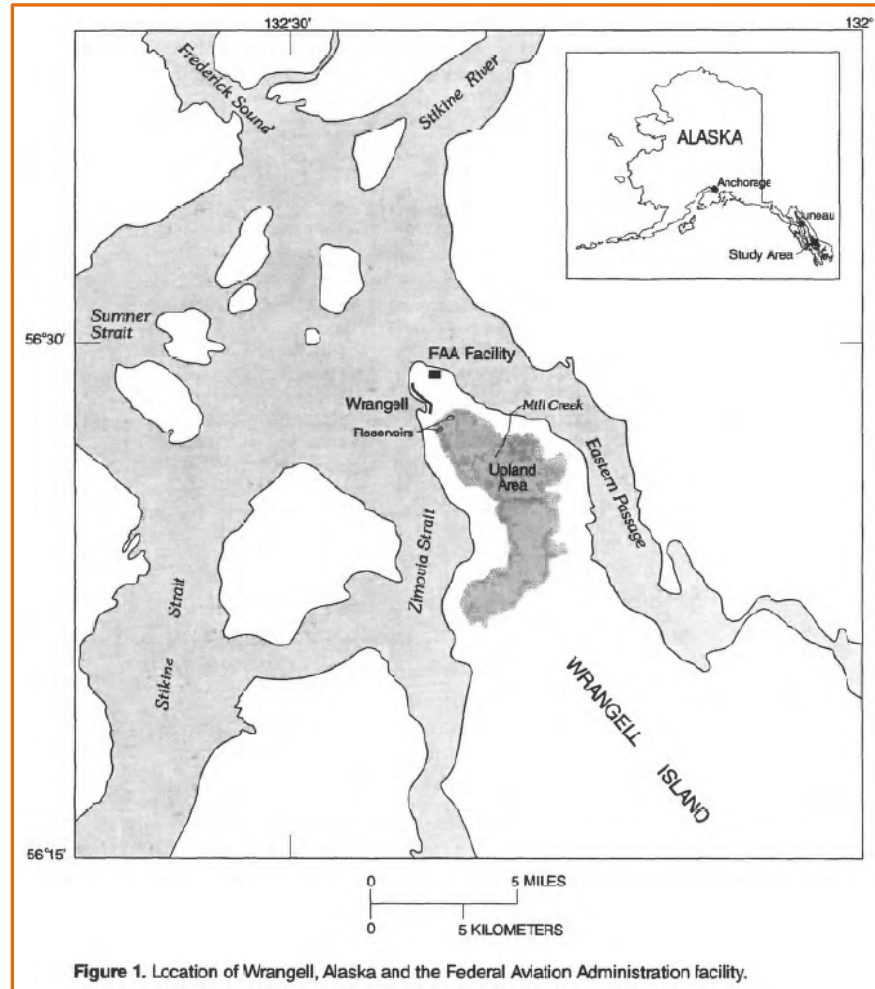 132°30'
132°
Frederick Sound
Stikine River
ALASKA
Anchorage
Juneau
Study Area
Sumner
Strait
56°30'
FAA Facility
Wrangell
Mill Creek
Reservoirs
Upland
Area
Eastern Passage
Zimovia Strait
Stikine Strait
WRANGELL ISLAND
56°15'
0 5 MILES
0 5 KILOMETERS
Figure 1. Location of Wrangell, Alaska and the Federal Aviation Administration facility.